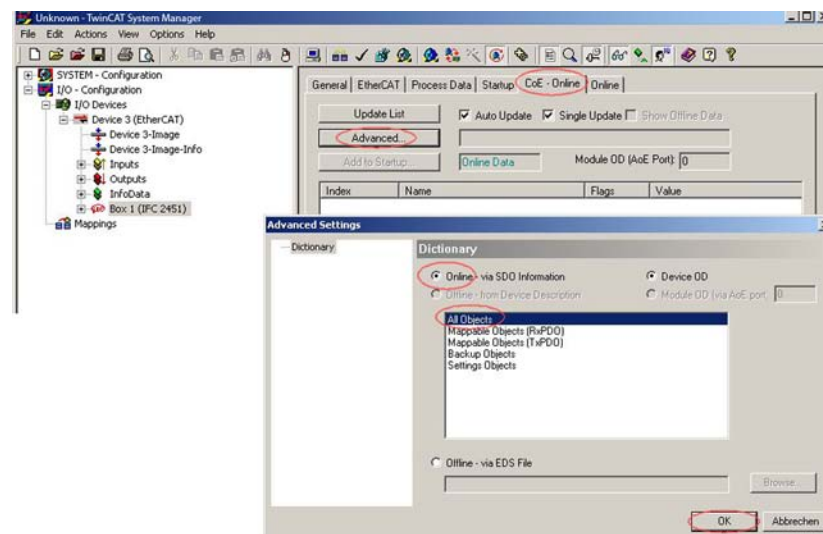 Unknown - TwinCAT System Manager
File Edit Actions View Options Help
SYSTEM - Configuration
I/O - Configuration
I/O Devices
Device 3 (EtherCAT)
Device 3-Image
Device 3-Image-Info
Inputs
Outputs
InfoData
Box 1 (IFC 2451)
Mappings
General EtherCAT Process Data Startup CoE - Online Online
Update List Auto Update Single Update Show Offline Data
Advanced...
Add to Startup... Online Data Module OD (AoE Port): 0
Index Name Flags Value
Advanced Settings
Dictionary
Dictionary
Online - via SDO Information Device OD
Offline - from Device Description Module OD (via AoE port) 0
All Objects
Mappable Objects (RxPDO)
Mappable Objects (TxPDO)
Backup Objects
Settings Objects
Offline - via EDS File
Browse...
OK Abbrechen